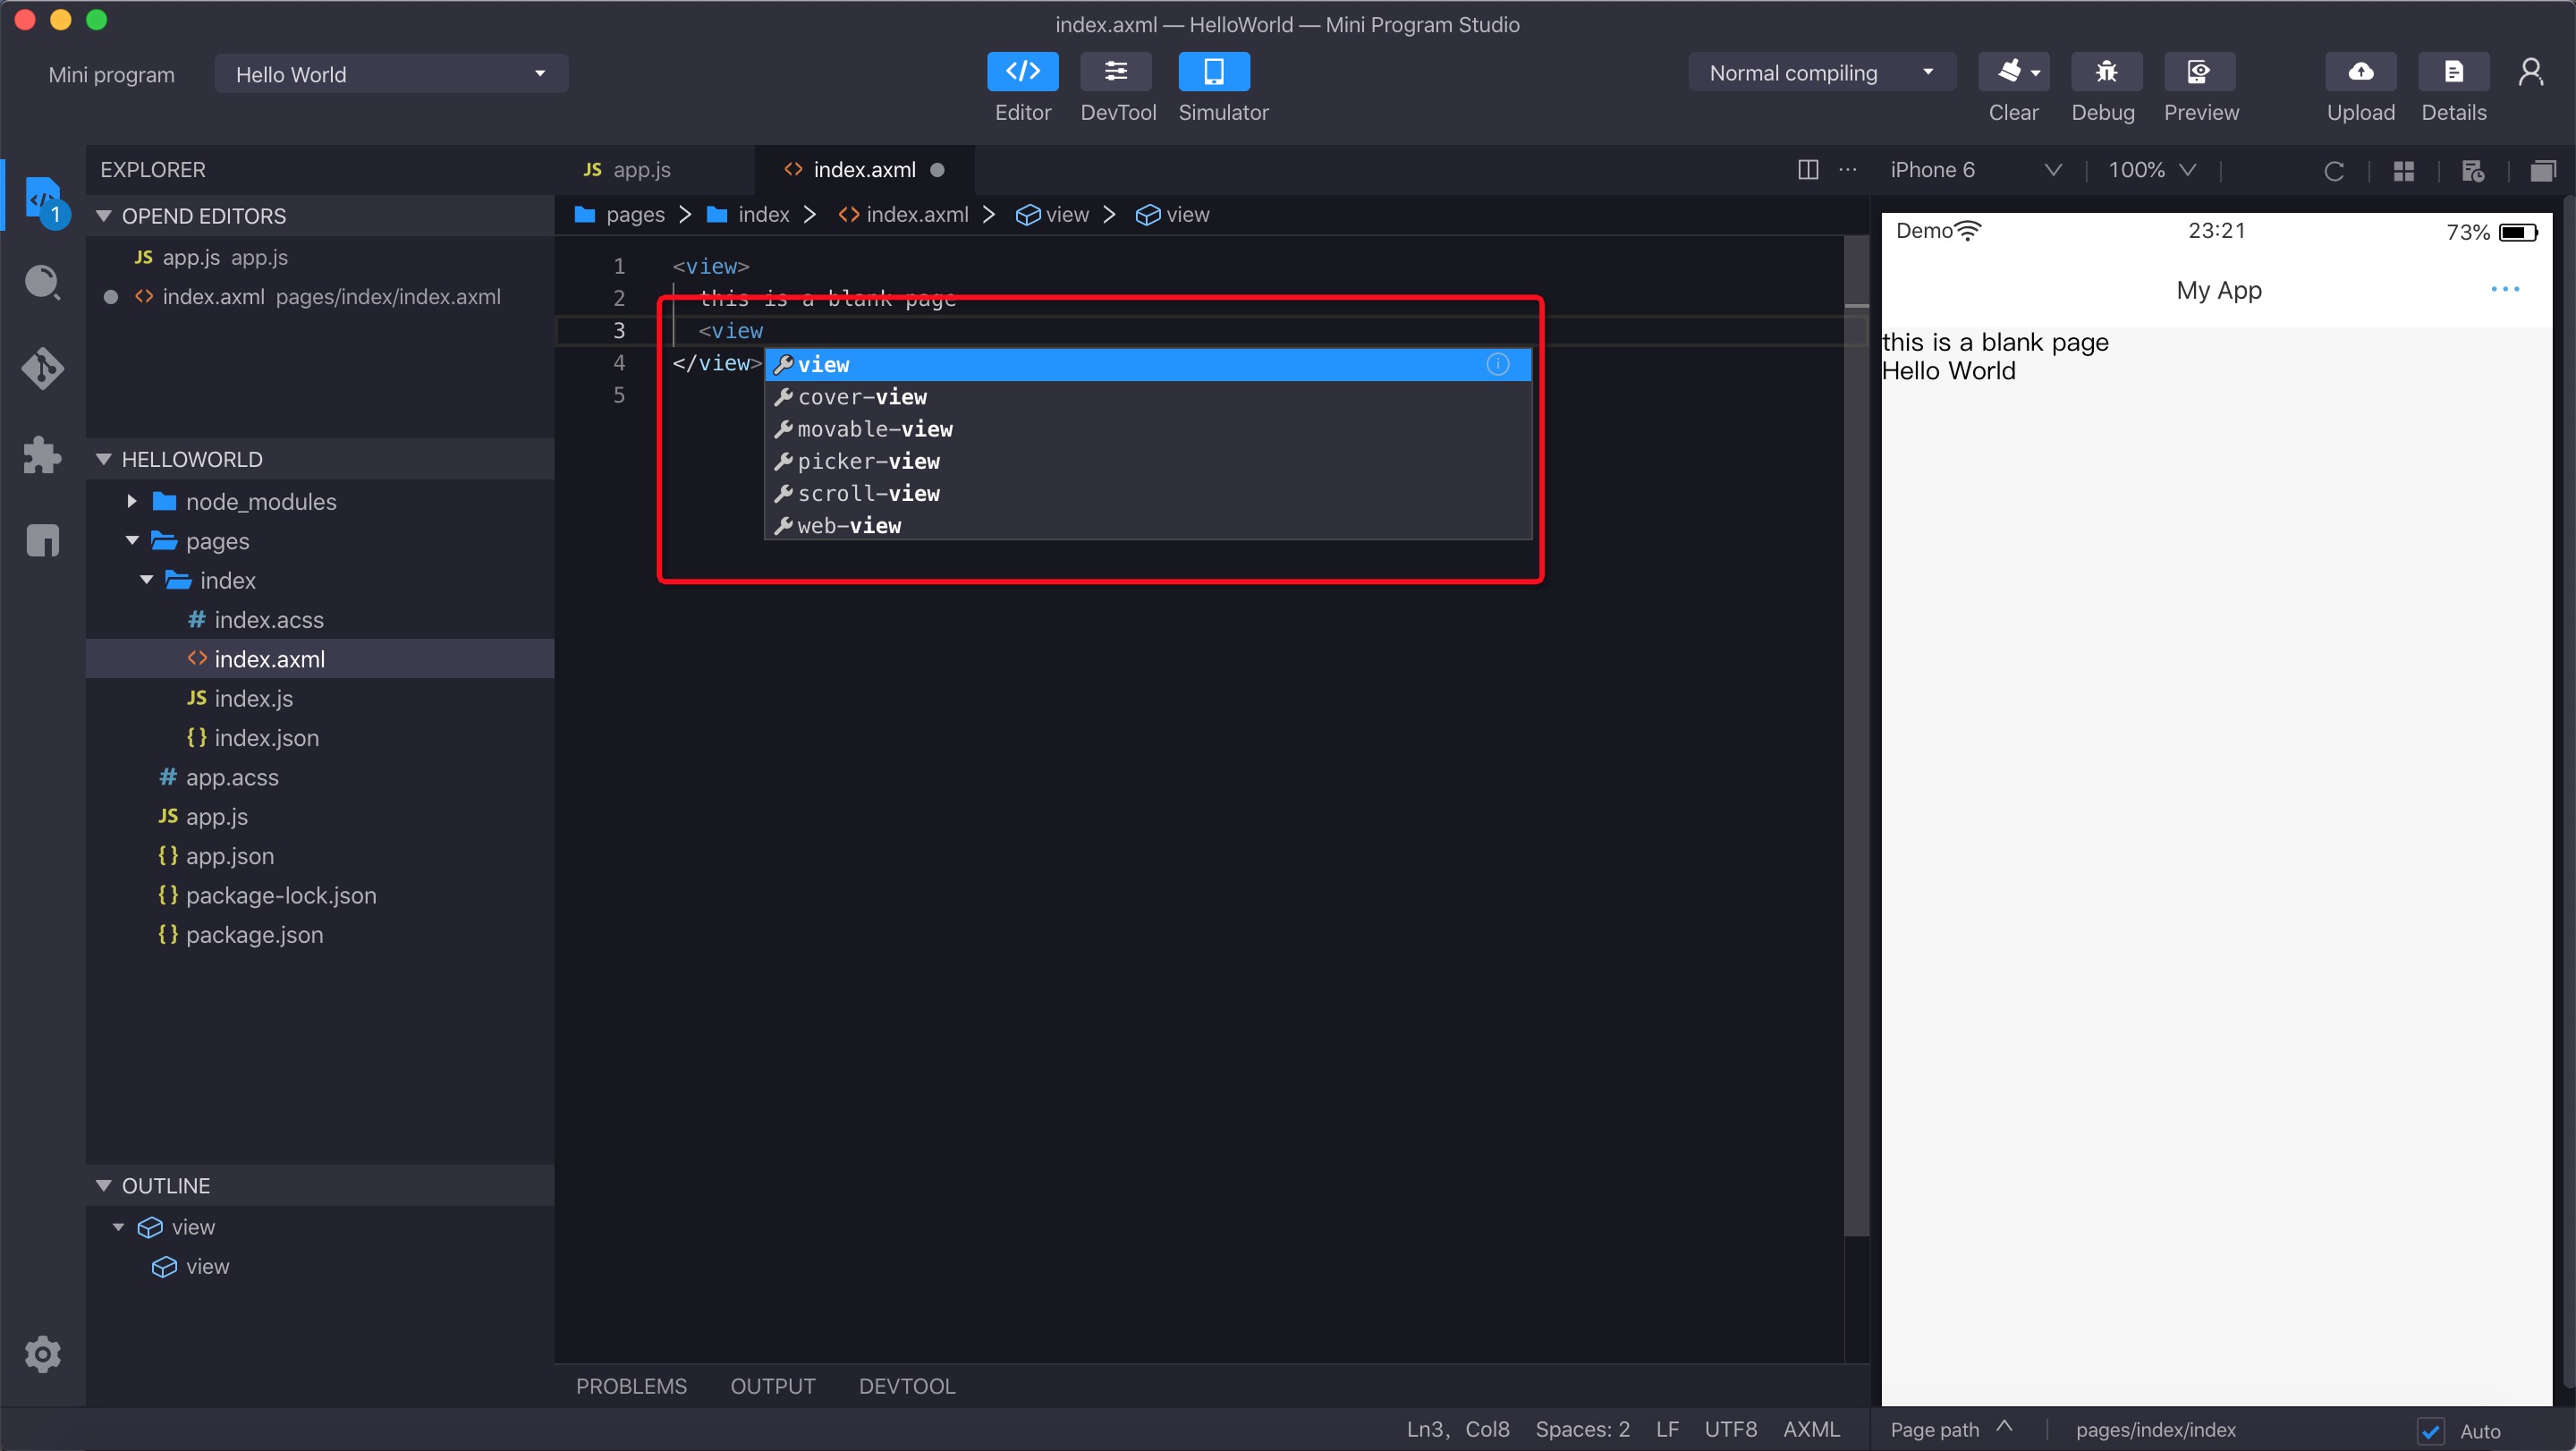 index.axml — HelloWorld — Mini Program Studio
Mini program
Hello World
Editor
DevTool
Simulator
Normal compiling
Clear
Debug
Preview
Upload
Details
1
EXPLORER
OPEND EDITORS
JS app.js app.js
<> index.axml pages/index/index.axml
HELLOWORLD
node_modules
pages
index
# index.acss
<> index.axml
JS index.js
{} index.json
# app.acss
JS app.js
{} app.json
{} package-lock.json
{} package.json
OUTLINE
view
view
JS app.js
<> index.axml
pages > index > <> index.axml > view > view
1 <view>
2 this is a blank page
3 <view
4 </view>
5
view
cover-view
movable-view
picker-view
scroll-view
web-view
PROBLEMS OUTPUT DEVTOOL
Ln3, Col8 Spaces: 2 LF UTF8 AXML
iPhone 6 100%
Demo 23:21 73%
My App
this is a blank page
Hello World
Page path pages/index/index Auto